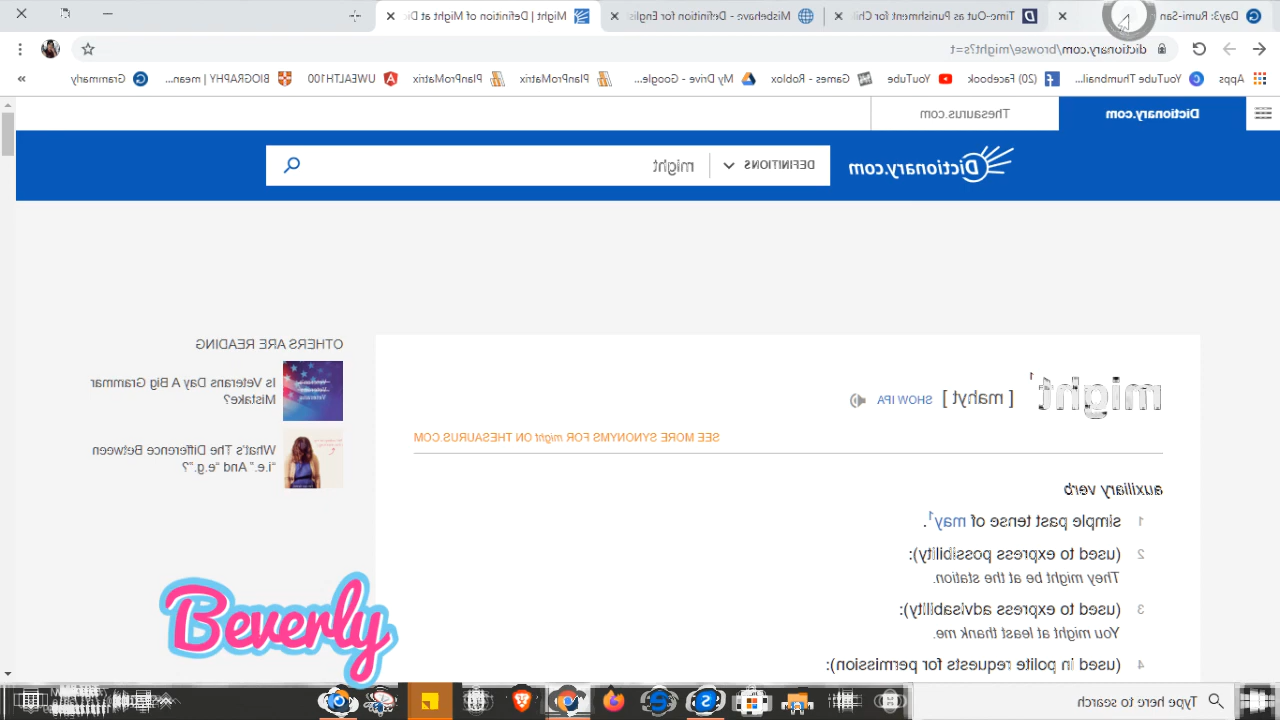 Day3: Rumi-San
Time-Out as Punishment for Chi
Misbehave - Definition for Englis
Might | Definition of Might at Di
dictionary.com/browse/might?s=t
Apps
YouTube Thumbnail...
(20) Facebook
YouTube
Games - Roblox
My Drive - Google...
PlanProMatrix
PlanProMatrix
UWEALTH100
BIOGRAPHY | mean...
Grammarly
»
Dictionary.com
Thesaurus.com
Dictionary.com
DEFINITIONS
might
might¹
[ mahyt ]
SHOW IPA
SEE MORE SYNONYMS FOR might ON THESAURUS.COM
auxiliary verb
1 simple past tense of may¹.
2 (used to express possibility):
They might be at the station.
3 (used to express advisability):
You might at least thank me.
4 (used in polite requests for permission):
OTHERS ARE READING
Is Veterans Day A Big Grammar
Mistake?
What's The Difference Between
“i.e.” And “e.g.”?
Beverly
Type here to search